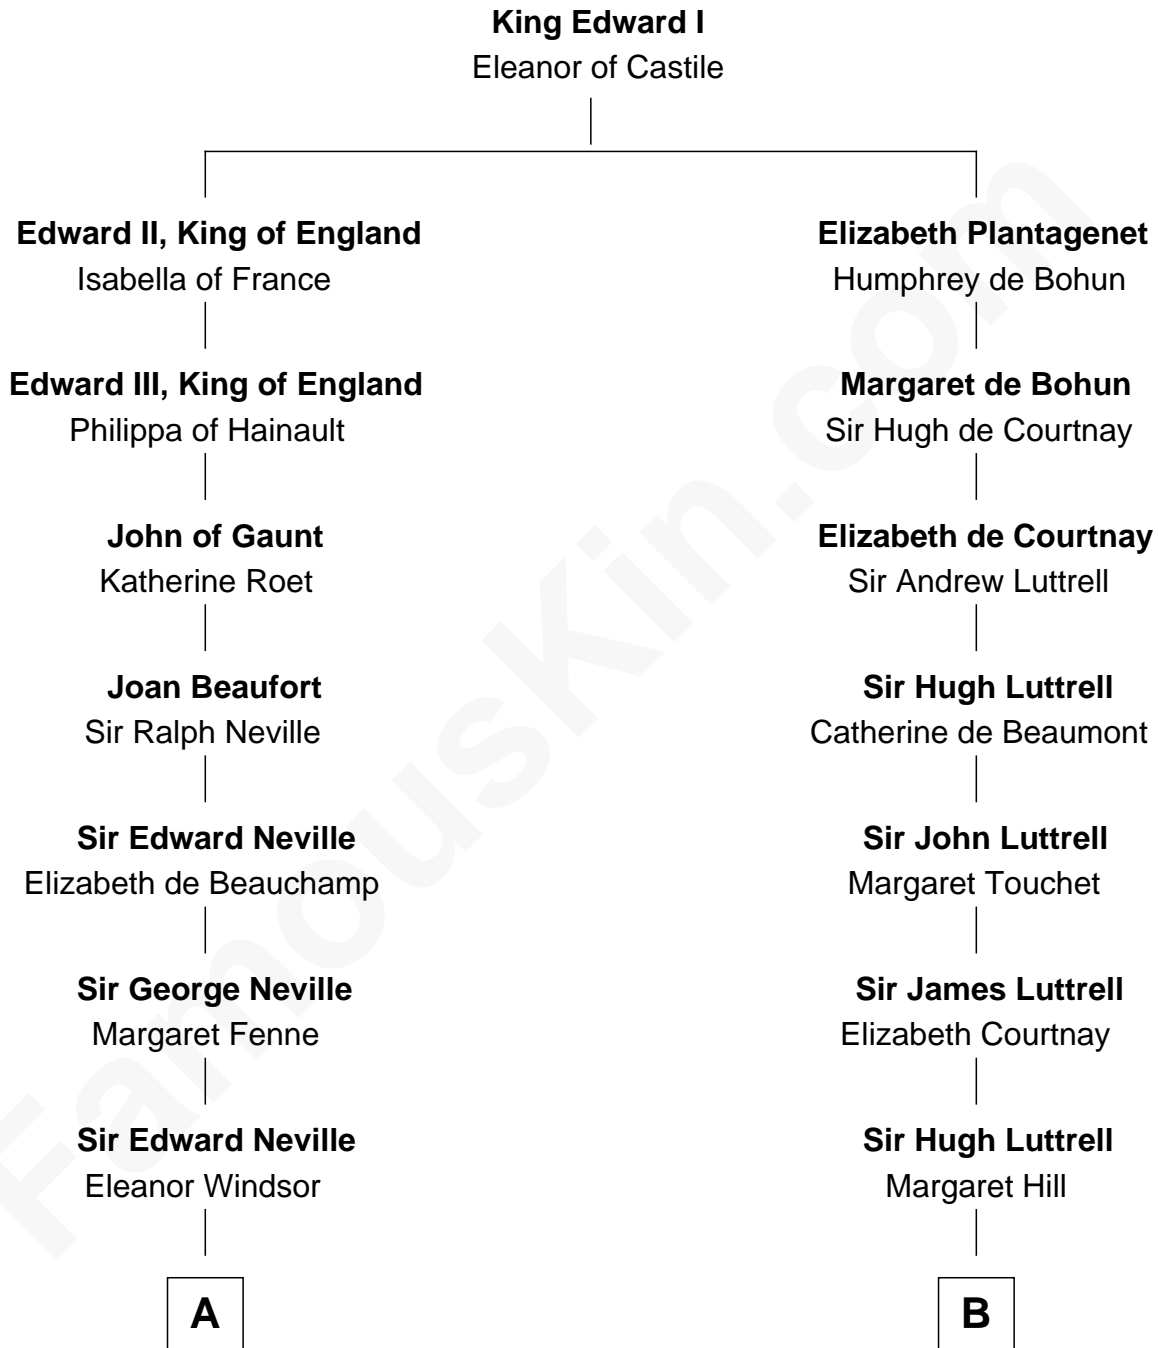 King Edward I
Eleanor of Castile
Edward II, King of England
Isabella of France
Elizabeth Plantagenet
Humphrey de Bohun
Edward III, King of England
Philippa of Hainault
Margaret de Bohun
Sir Hugh de Courtnay
John of Gaunt
Katherine Roet
Elizabeth de Courtnay
Sir Andrew Luttrell
Joan Beaufort
Sir Ralph Neville
Sir Hugh Luttrell
Catherine de Beaumont
Sir Edward Neville
Elizabeth de Beauchamp
Sir John Luttrell
Margaret Touchet
Sir George Neville
Margaret Fenne
Sir James Luttrell
Elizabeth Courtnay
Sir Edward Neville
Eleanor Windsor
Sir Hugh Luttrell
Margaret Hill
A
B
FamousKin.com